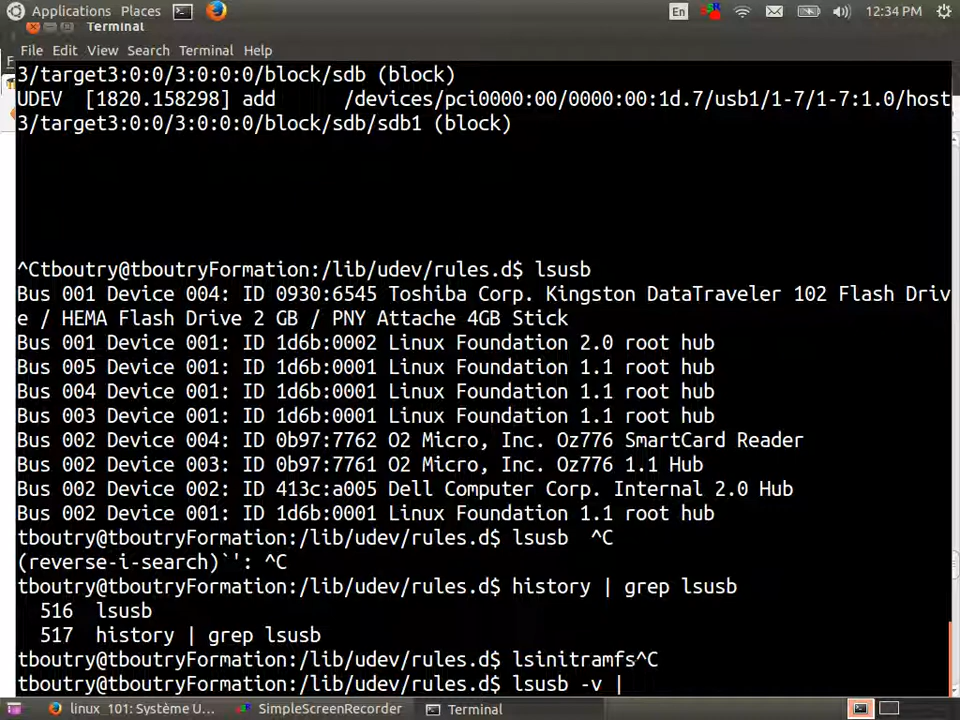 Applications Places En 12:34 PM
Terminal
File Edit View Search Terminal Help
3/target3:0:0/3:0:0:0/block/sdb (block)
UDEV  [1820.158298] add      /devices/pci0000:00/0000:00:1d.7/usb1/1-7/1-7:1.0/host
3/target3:0:0/3:0:0:0/block/sdb/sdb1 (block)
^Ctboutry@tboutryFormation:/lib/udev/rules.d$ lsusb
Bus 001 Device 004: ID 0930:6545 Toshiba Corp. Kingston DataTraveler 102 Flash Driv
e / HEMA Flash Drive 2 GB / PNY Attache 4GB Stick
Bus 001 Device 001: ID 1d6b:0002 Linux Foundation 2.0 root hub
Bus 005 Device 001: ID 1d6b:0001 Linux Foundation 1.1 root hub
Bus 004 Device 001: ID 1d6b:0001 Linux Foundation 1.1 root hub
Bus 003 Device 001: ID 1d6b:0001 Linux Foundation 1.1 root hub
Bus 002 Device 004: ID 0b97:7762 O2 Micro, Inc. Oz776 SmartCard Reader
Bus 002 Device 003: ID 0b97:7761 O2 Micro, Inc. Oz776 1.1 Hub
Bus 002 Device 002: ID 413c:a005 Dell Computer Corp. Internal 2.0 Hub
Bus 002 Device 001: ID 1d6b:0001 Linux Foundation 1.1 root hub
tboutry@tboutryFormation:/lib/udev/rules.d$ lsusb  ^C
(reverse-i-search)`': ^C
tboutry@tboutryFormation:/lib/udev/rules.d$ history | grep lsusb
  516  lsusb
  517  history | grep lsusb
tboutry@tboutryFormation:/lib/udev/rules.d$ lsinitramfs^C
tboutry@tboutryFormation:/lib/udev/rules.d$ lsusb -v |
linux_101: Système U... SimpleScreenRecorder Terminal